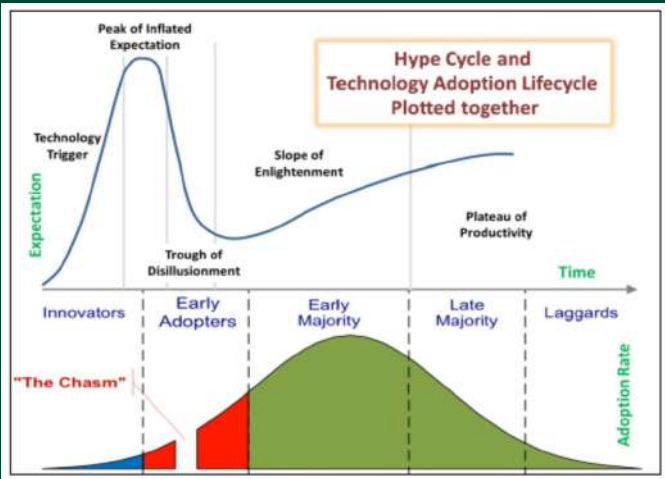 Peak of Inflated
Expectation
Hype Cycle and
Technology Adoption Lifecycle
Plotted together
Technology
Trigger
Slope of
Enlightenment
Expectation
Plateau of
Productivity
Trough of
Disillusionment
Time
Innovators
Early
Adopters
Early
Majority
Late
Majority
Laggards
"The Chasm"
Adoption Rate